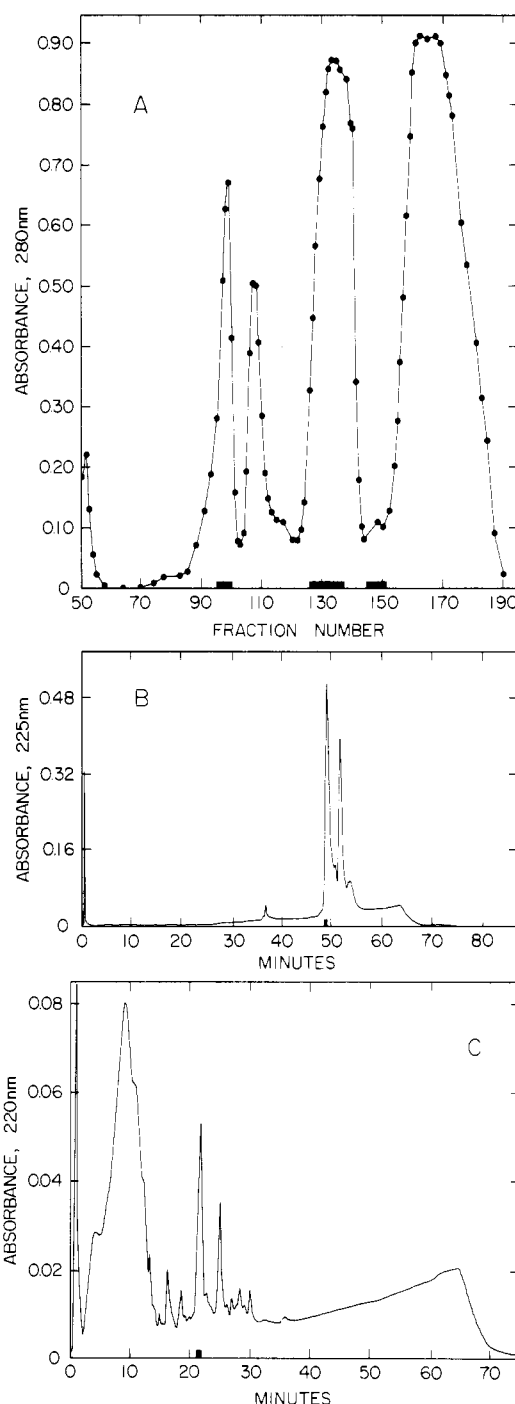 A
ABSORBANCE, 280nm
0.90
0.80
0.70
0.60
0.50
0.40
0.30
0.20
0.10
0
50 70 90 110 130 150 170 190
FRACTION NUMBER
B
ABSORBANCE, 225nm
0.48
0.32
0.16
0
0 10 20 30 40 50 60 70 80
MINUTES
C
ABSORBANCE, 220nm
0.08
0.06
0.04
0.02
0
0 10 20 30 40 50 60 70
MINUTES